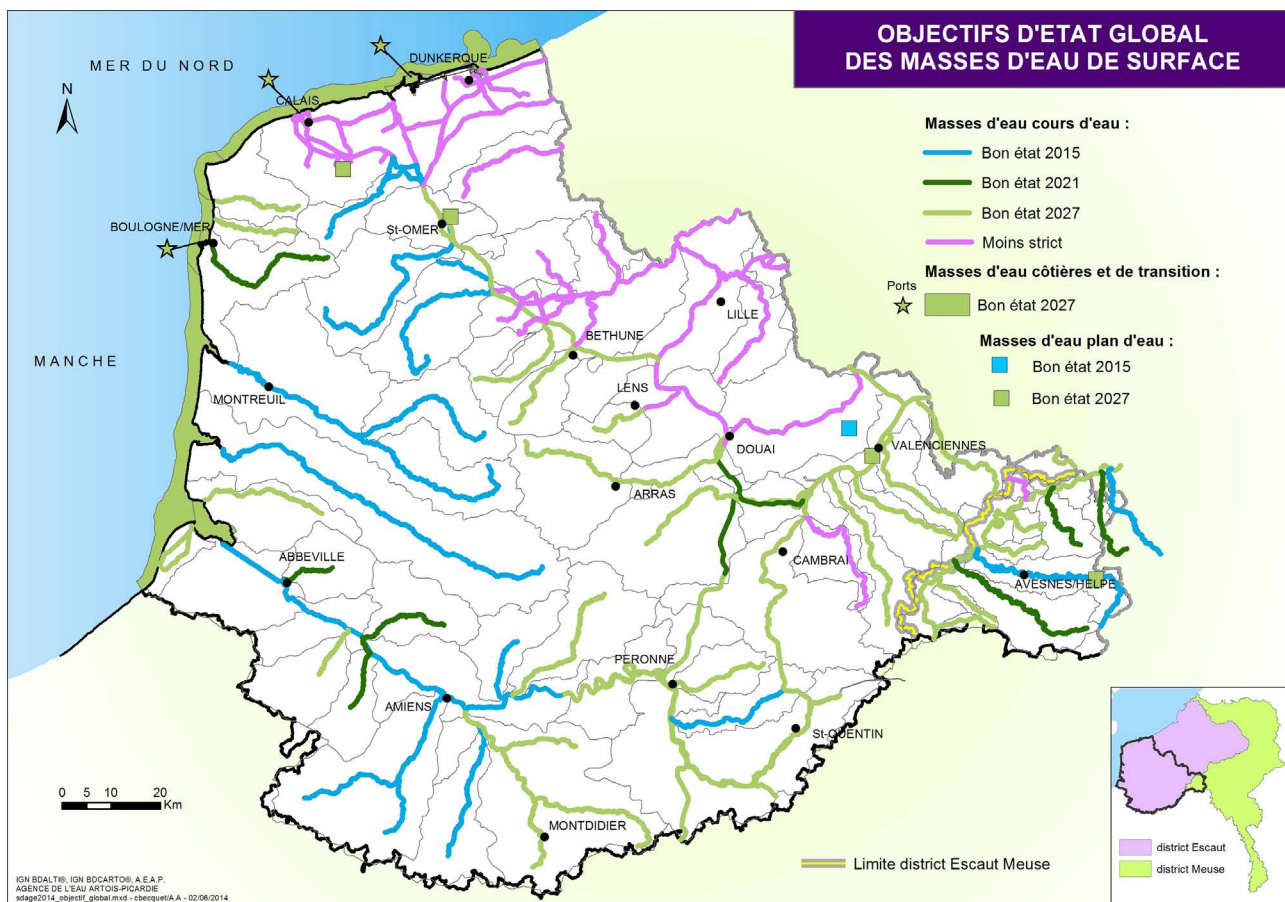 OBJECTIFS D'ETAT GLOBAL
DES MASSES D'EAU DE SURFACE
MER DU NORD
N
DUNKERQUE
CALAIS
BOULOGNE/MER
St-OMER
MANCHE
LILLE
BETHUNE
MONTREUIL
LENS
DOUAI
VALENCIENNES
ARRAS
ABBEVILLE
CAMBRAI
AVESNES/HELPE
PERONNE
AMIENS
St-QUENTIN
MONTDIDIER
Masses d'eau cours d'eau :
Bon état 2015
Bon état 2021
Bon état 2027
Moins strict
Masses d'eau côtières et de transition :
Ports
Bon état 2027
Masses d'eau plan d'eau :
Bon état 2015
Bon état 2027
0 5 10 20
Km
Limite district Escaut Meuse
district Escaut
district Meuse
IGN BDALTI®, IGN BDCARTO®, A.E.A.P.
AGENCE DE L'EAU ARTOIS-PICARDIE
sdage2014_objectif_global.mxd - cbecquet/A.A - 02/06/2014